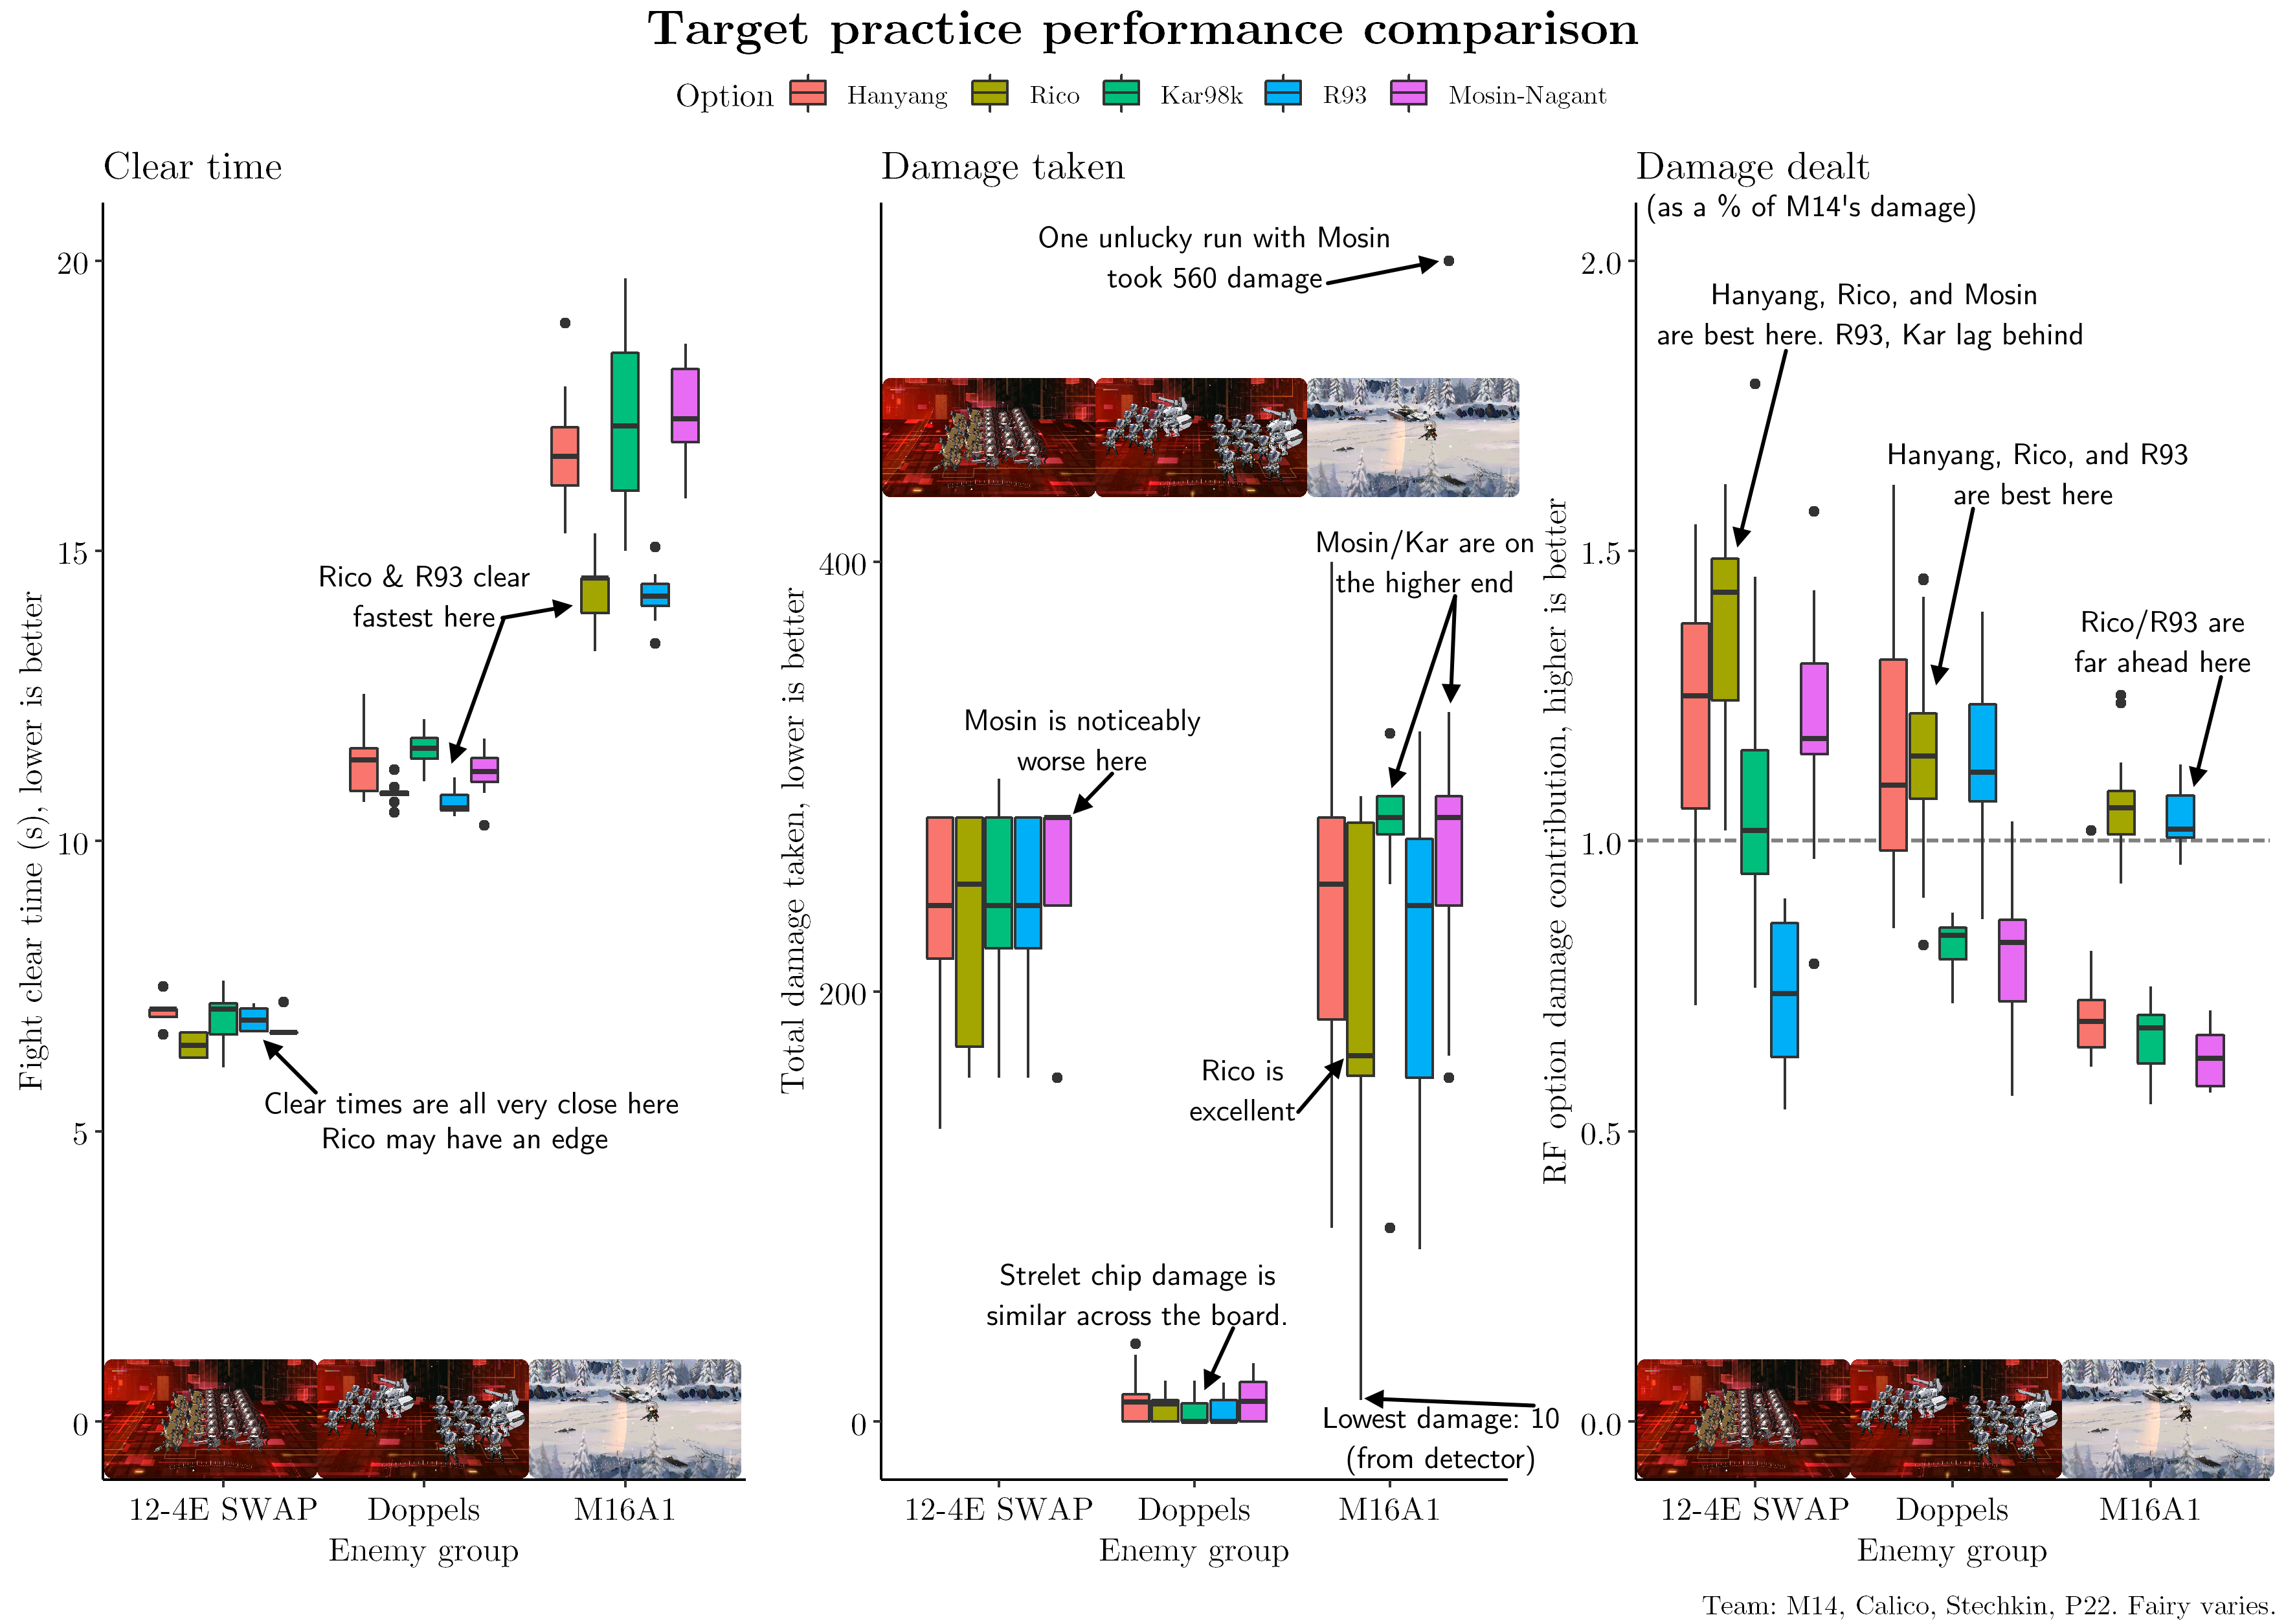 Target practice performance comparison
Option Hanyang Rico Kar98k R93 Mosin-Nagant
Clear time
Fight clear time (s), lower is better
20
15
10
5
0
Rico & R93 clear
fastest here
Clear times are all very close here
Rico may have an edge
12-4E SWAP Doppels M16A1
Enemy group
Damage taken
Total damage taken, lower is better
400
200
0
One unlucky run with Mosin
took 560 damage
Mosin/Kar are on
the higher end
Mosin is noticeably
worse here
Rico is
excellent
Strelet chip damage is
similar across the board.
Lowest damage: 10
(from detector)
12-4E SWAP Doppels M16A1
Enemy group
Damage dealt
(as a % of M14's damage)
RF option damage contribution, higher is better
2.0
1.5
1.0
0.5
0.0
Hanyang, Rico, and Mosin
are best here. R93, Kar lag behind
Hanyang, Rico, and R93
are best here
Rico/R93 are
far ahead here
12-4E SWAP Doppels M16A1
Enemy group
Team: M14, Calico, Stechkin, P22. Fairy varies.